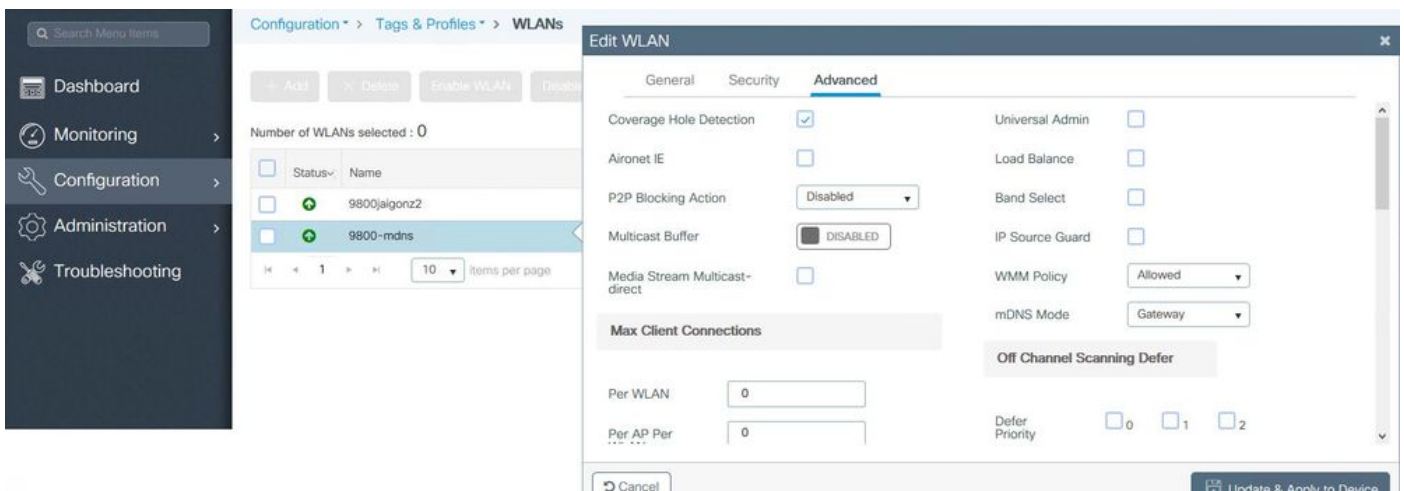 Search Menu Items
Dashboard
Monitoring
Configuration
Administration
Troubleshooting
Configuration > Tags & Profiles > WLANs
Add
Delete
Enable WLAN
Number of WLANs selected : 0
Status Name
9800jaigonz2
9800-mdns
1 10 items per page
Edit WLAN
General Security Advanced
Coverage Hole Detection
Aironet IE
P2P Blocking Action Disabled
Multicast Buffer DISABLED
Media Stream Multicast-
direct
Max Client Connections
Per WLAN 0
Per AP Per 0
Universal Admin
Load Balance
Band Select
IP Source Guard
WMM Policy Allowed
mDNS Mode Gateway
Off Channel Scanning Defer
Defer 0 1 2
Priority
Cancel
Update & Apply to Device